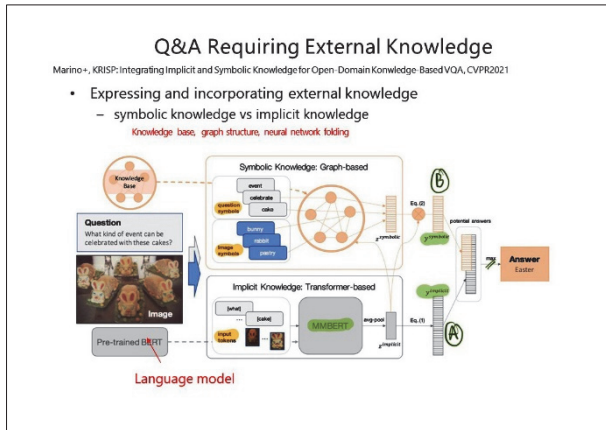 Q&A Requiring External Knowledge
Marino+, KRISP: Integrating Implicit and Symbolic Knowledge for Open-Domain Konwledge-Based VQA, CVPR2021
• Expressing and incorporating external knowledge
– symbolic knowledge vs implicit knowledge
Knowledge base, graph structure, neural network folding
Knowledge
Base
Symbolic Knowledge: Graph-based
event
celebrate
cake
question
symbols
bunny
rabbit
pastry
image
symbols
z symbolic
Eq. (2)
B
y symbolic
potential answers
Question
What kind of event can be
celebrated with these cakes?
Image
max
Answer
Easter
Implicit Knowledge: Transformer-based
[what]
...
[cake]
input
tokens
...
MMBERT
avg-pool
z implicit
Eq. (1)
y implicit
A
Pre-trained BERT
Language model